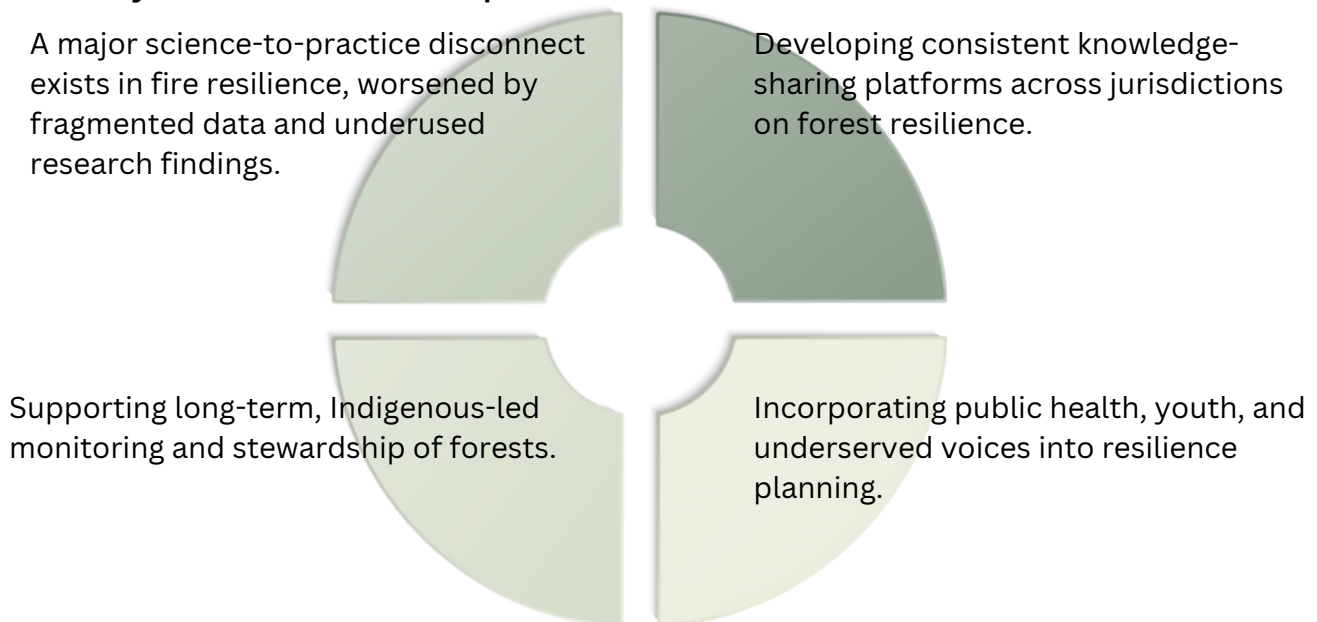 A major science-to-practice disconnect
exists in fire resilience, worsened by
fragmented data and underused
research findings.
Developing consistent knowledge-
sharing platforms across jurisdictions
on forest resilience.
Supporting long-term, Indigenous-led
monitoring and stewardship of forests.
Incorporating public health, youth, and
underserved voices into resilience
planning.